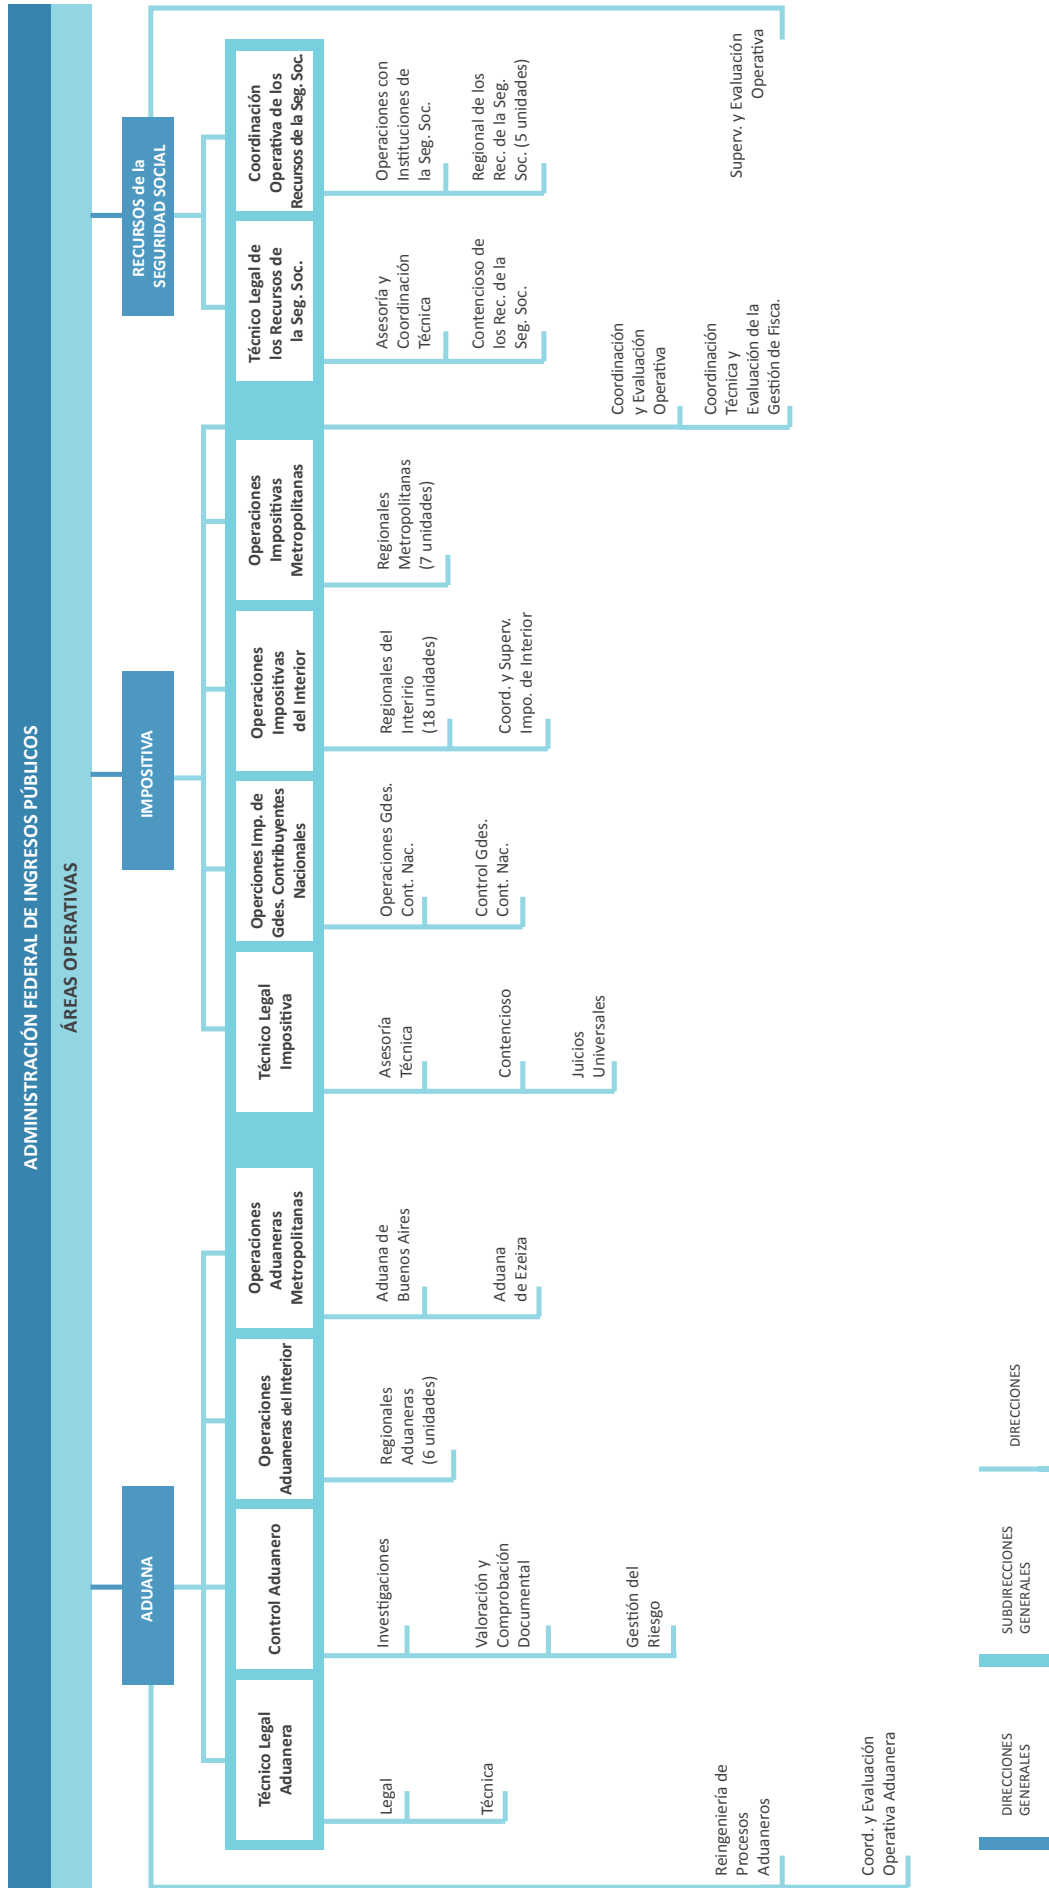 ADMINISTRACIÓN FEDERAL DE INGRESOS PÚBLICOS
ÁREAS OPERATIVAS
ADUANA
IMPOSITIVA
RECURSOS de la
SEGURIDAD SOCIAL
Técnico Legal
Aduanera
Control Aduanero
Operaciones
Aduaneras del Interior
Operaciones
Aduaneras
Metropolitanas
Técnico Legal
Impositiva
Operciones Imp. de
Gdes. Contribuyentes
Nacionales
Operaciones
Impositivas
del Interior
Operaciones
Impositivas
Metropolitanas
Técnico Legal de
los Recursos de
la Seg. Soc.
Coordinación
Operativa de los
Recursos de la Seg. Soc.
Legal
Técnica
Investigaciones
Valoración y
Comprobación
Documental
Gestión del
Riesgo
Regionales
Aduaneras
(6 unidades)
Aduana de
Buenos Aires
Aduana
de Ezeiza
Asesoría
Técnica
Contencioso
Juicios
Universales
Operaciones Gdes.
Cont. Nac.
Control Gdes.
Cont. Nac.
Regionales del
Interirio
(18 unidades)
Coord. y Superv.
Impo. de Interior
Regionales
Metropolitanas
(7 unidades)
Asesoría y
Coordinación
Técnica
Contencioso de
los Rec. de la
Seg. Soc.
Operaciones con
Instituciones de
la Seg. Soc.
Regional de los
Rec. de la Seg.
Soc. (5 unidades)
Coordinación
y Evaluación
Operativa
Coordinación
Técnica y
Evaluación de la
Gestión de Fisca.
Superv. y Evaluación
Operativa
Reingeniería de
Procesos
Aduaneros
Coord. y Evaluación
Operativa Aduanera
DIRECCIONES
GENERALES
SUBDIRECCIONES
GENERALES
DIRECCIONES